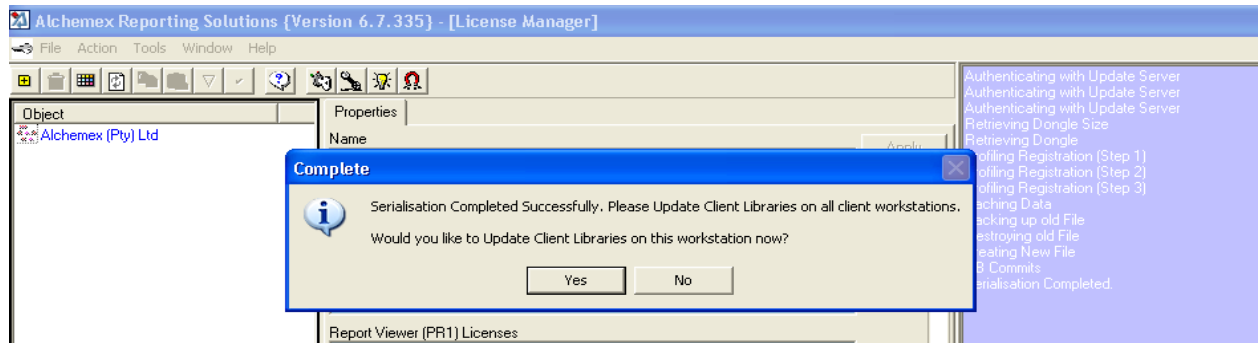 Alchemex Reporting Solutions {Version 6.7.335} - [License Manager]
File Action Tools Window Help
Object
Alchemex (Pty) Ltd
Properties
Name
Apply
Complete
Serialisation Completed Successfully. Please Update Client Libraries on all client workstations.
Would you like to Update Client Libraries on this workstation now?
Yes No
Report Viewer (PR1) Licenses
Authenticating with Update Server
Authenticating with Update Server
Authenticating with Update Server
Retrieving Dongle Size
Retrieving Dongle
ofiling Registration (Step 1)
ofiling Registration (Step 2)
ofiling Registration (Step 3)
aching Data
acking up old File
estroying old File
eating New File
B Commits
erialisation Completed.